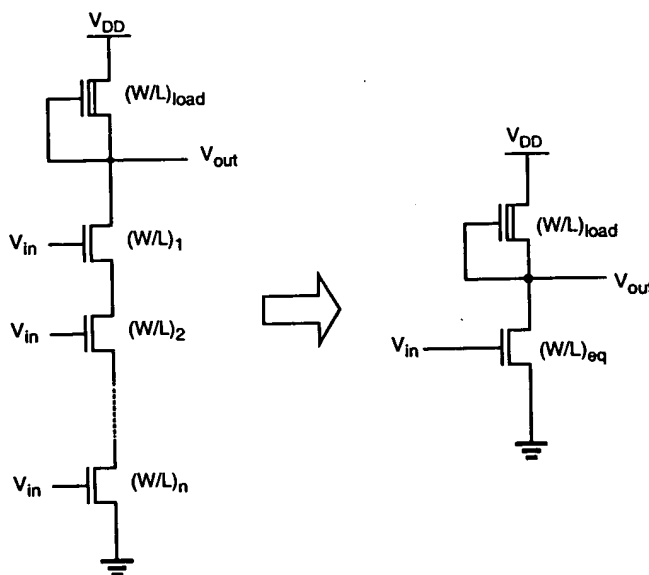 V_DD
(W/L)_load
V_out
V_in
(W/L)_1
V_in
(W/L)_2
V_in
(W/L)_n
V_DD
(W/L)_load
V_out
V_in
(W/L)_eq